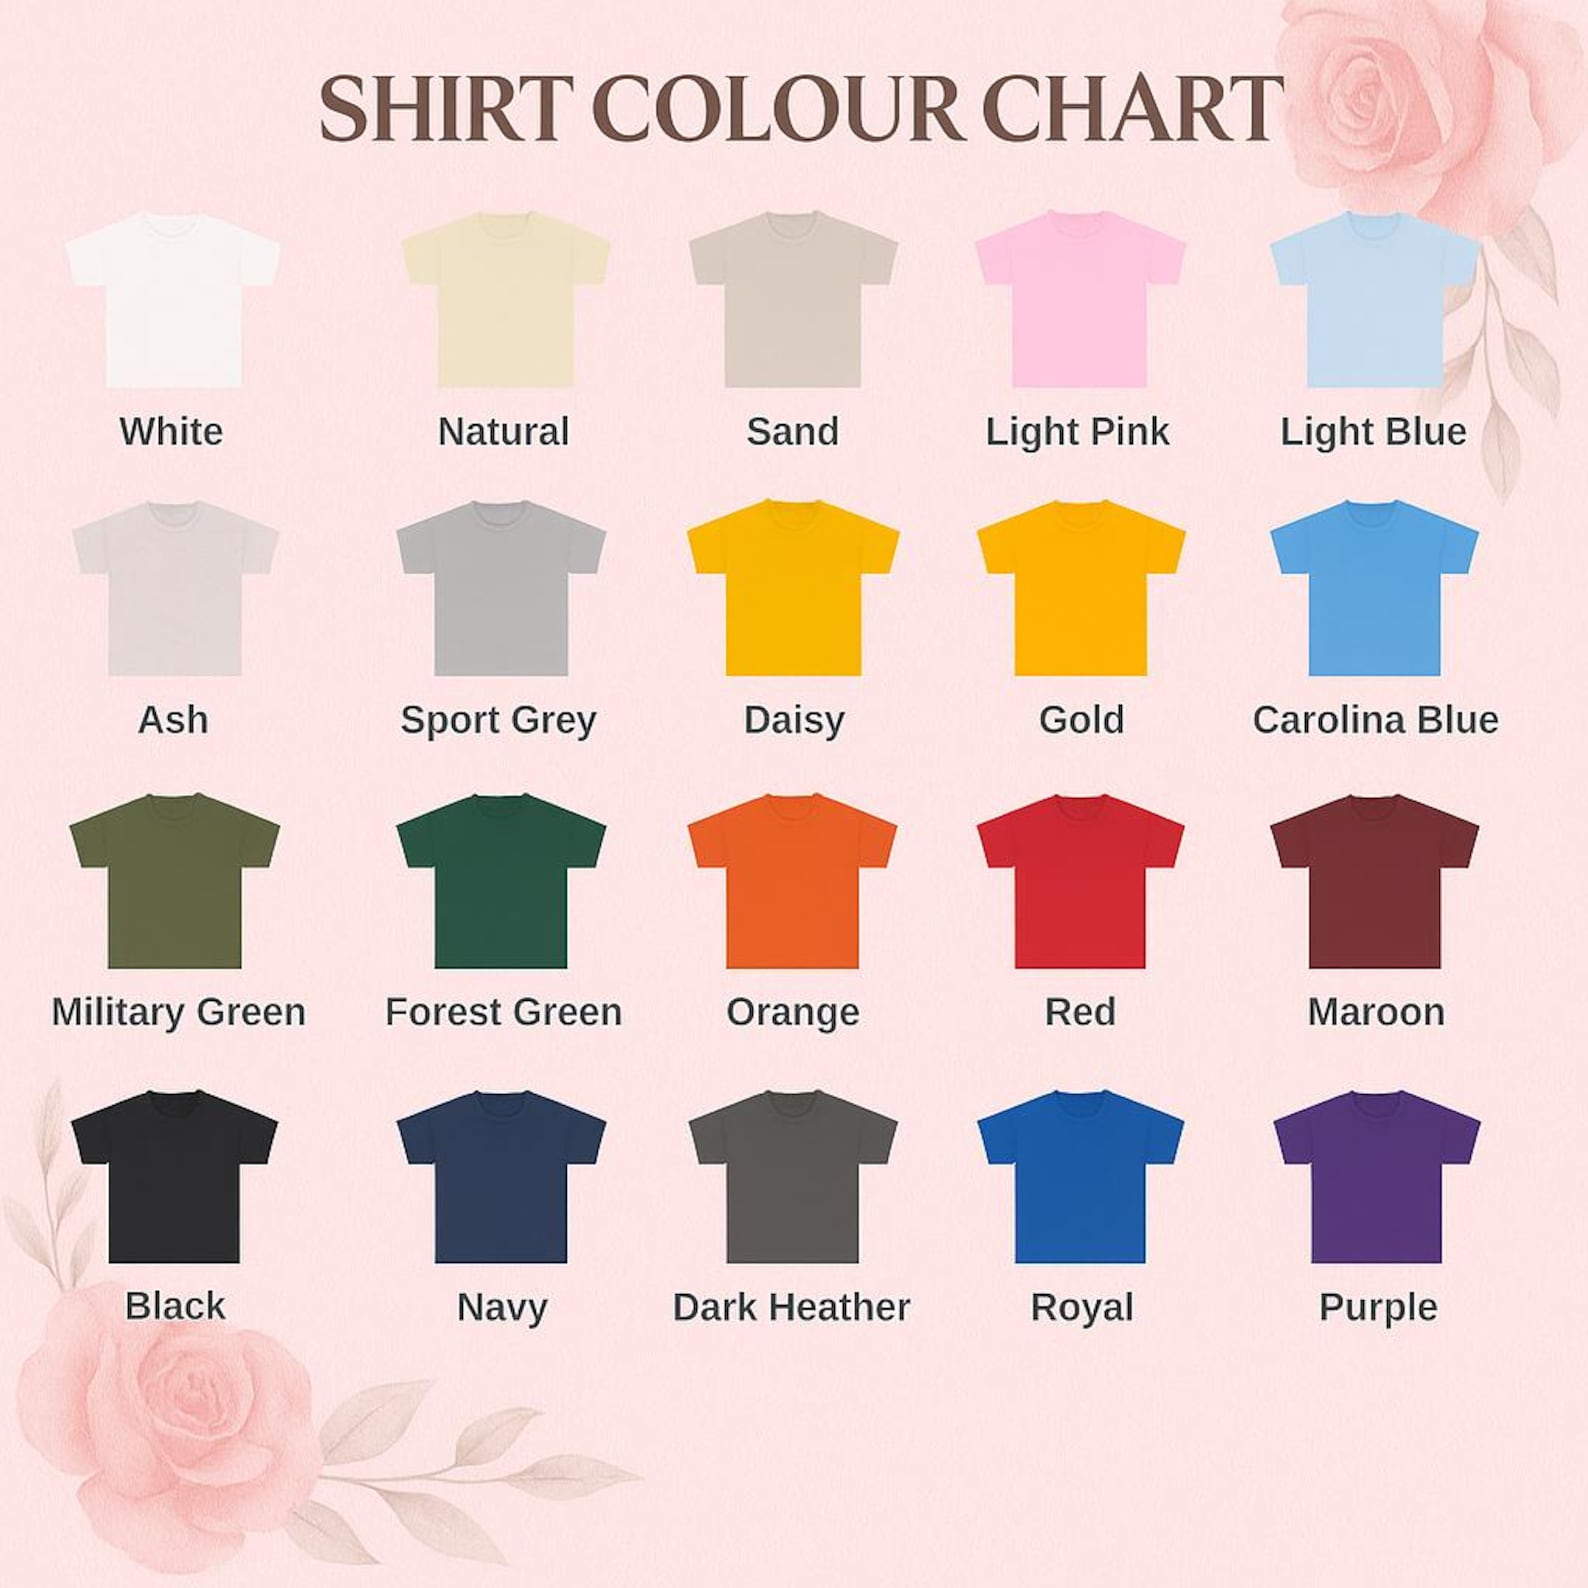 SHIRT COLOUR CHART
White
Natural
Sand
Light Pink
Light Blue
Ash
Sport Grey
Daisy
Gold
Carolina Blue
Military Green
Forest Green
Orange
Red
Maroon
Black
Navy
Dark Heather
Royal
Purple